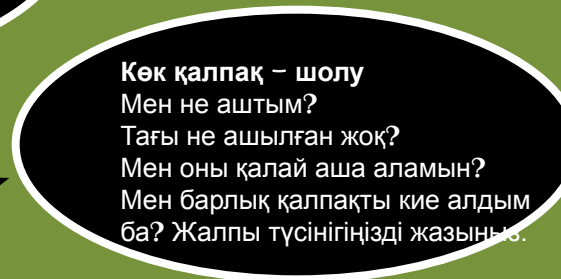 Көк қалпақ – шолу
Мен не аштым?
Тағы не ашылған жоқ?
Мен оны қалай аша аламын?
Мен барлық қалпақты кие алдым
ба? Жалпы түсінігіңізді жазыңыз.